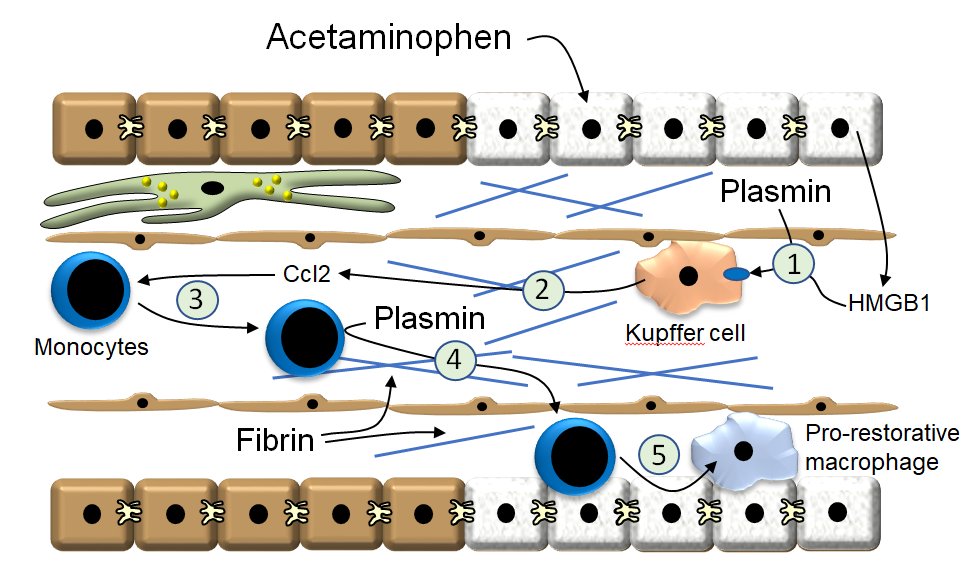 Acetaminophen
Plasmin
1
HMGB1
Kupffer cell
2
Ccl2
3
Monocytes
Plasmin
4
Fibrin
5
Pro-restorative
macrophage